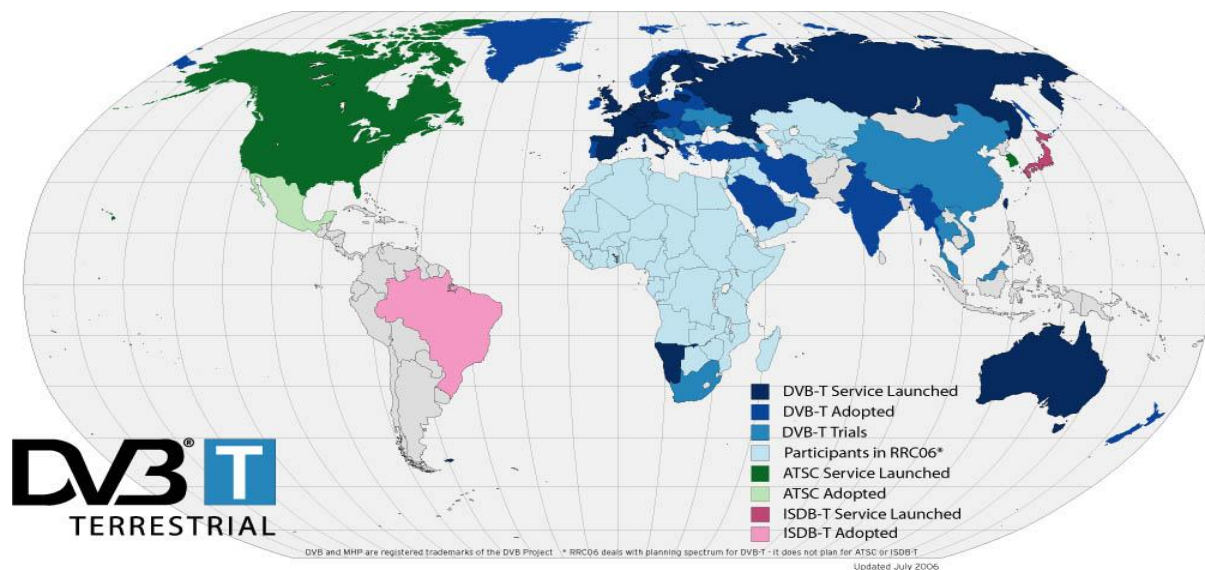 DVB-T Service Launched
DVB-T Adopted
DVB-T Trials
Participants in RRC06*
ATSC Service Launched
ATSC Adopted
ISDB-T Service Launched
ISDB-T Adopted
DVB® T
TERRESTRIAL
DVB and MHP are registered trademarks of the DVB Project * RRC06 deals with planning spectrum for DVB-T - it does not plan for ATSC or ISDB-T
Updated July 2006